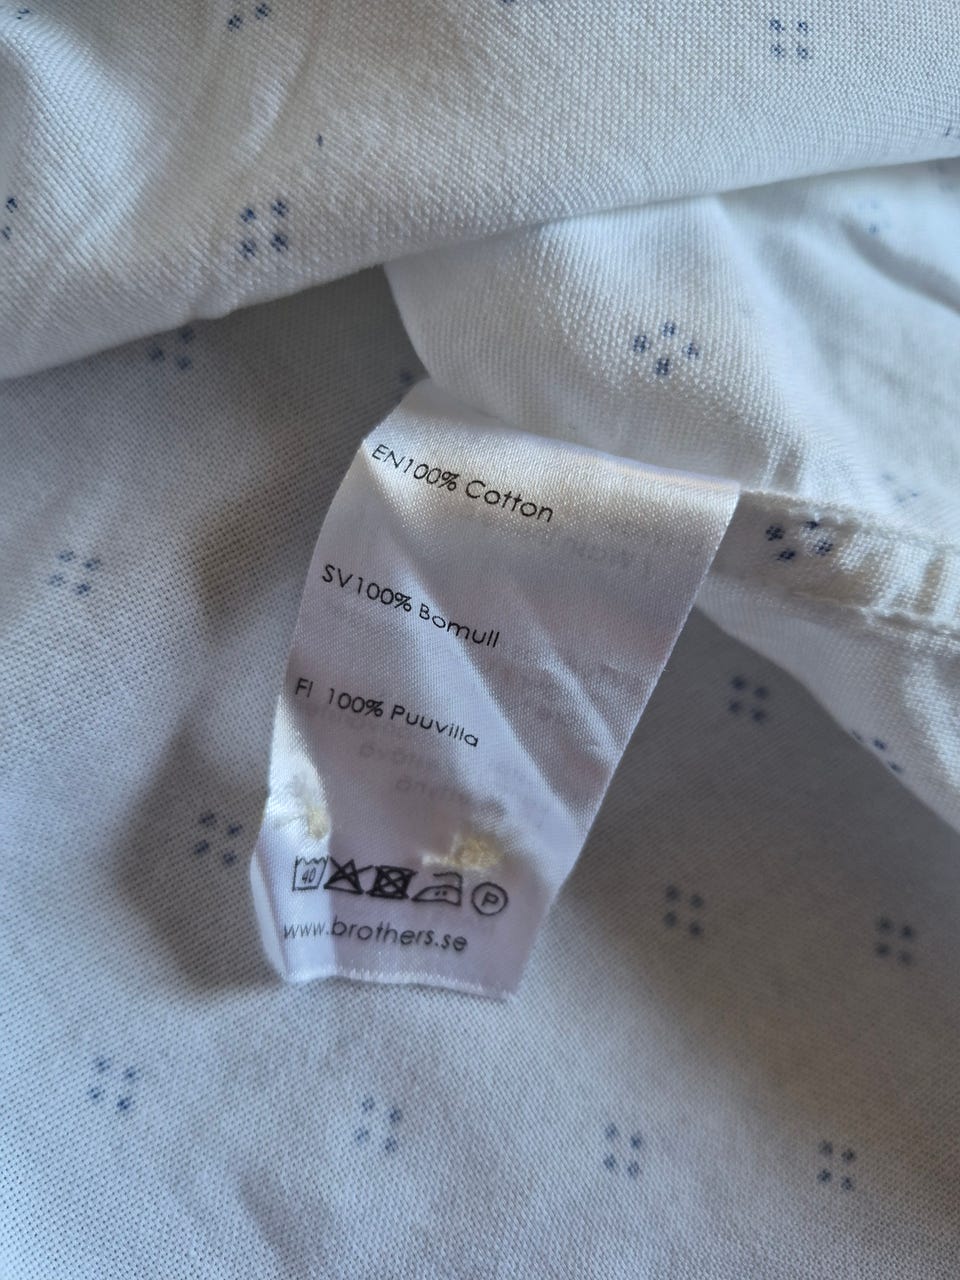 EN100% Cotton
SV100% Bomull
FI 100% Puuvilla
40 P
www.brothers.se